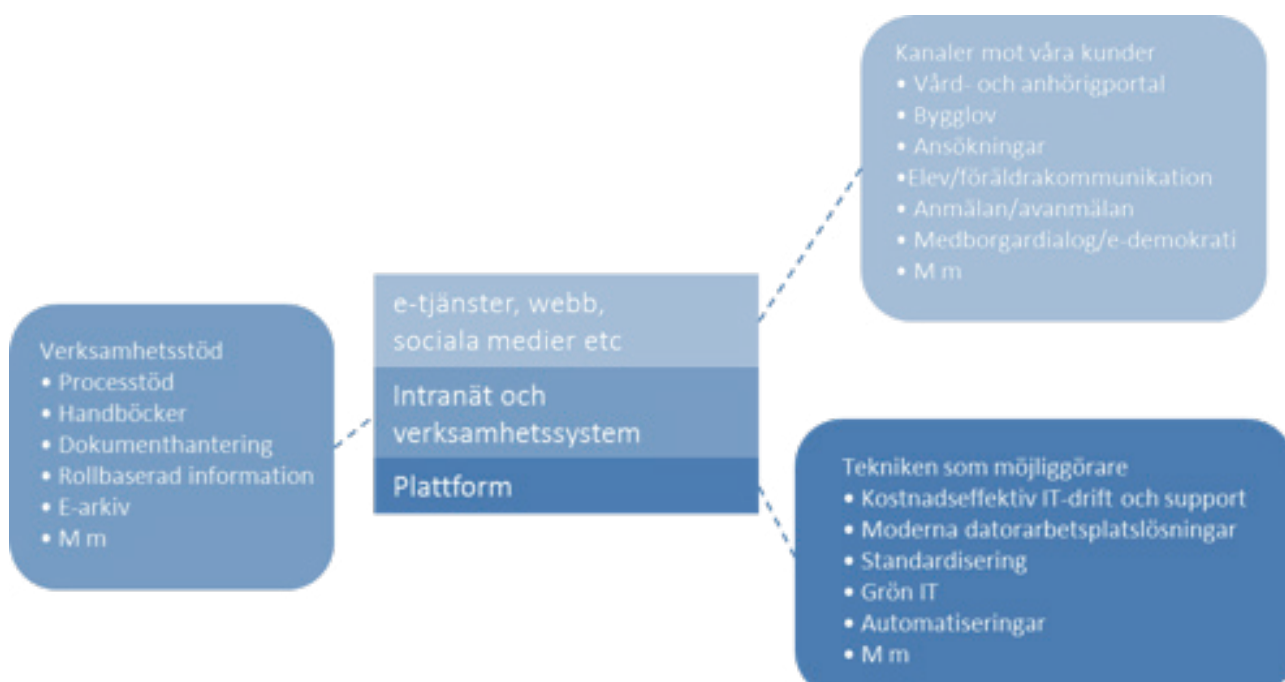 Kanaler mot våra kunder
• Vård- och anhörigportal
• Bygglov
• Ansökningar
•Elev/föräldrakommunikation
• Anmälan/avanmälan
• Medborgardialog/e-demokrati
• M m
e-tjänster, webb,
sociala medier etc
Intranät och
verksamhetssystem
Plattform
Verksamhetsstöd
• Processtöd
• Handböcker
• Dokumenthantering
• Rollbaserad information
• E-arkiv
• M m
Tekniken som möjliggörare
• Kostnadseffektiv IT-drift och support
• Moderna datorarbetsplatslösningar
• Standardisering
• Grön IT
• Automatiseringar
• M m